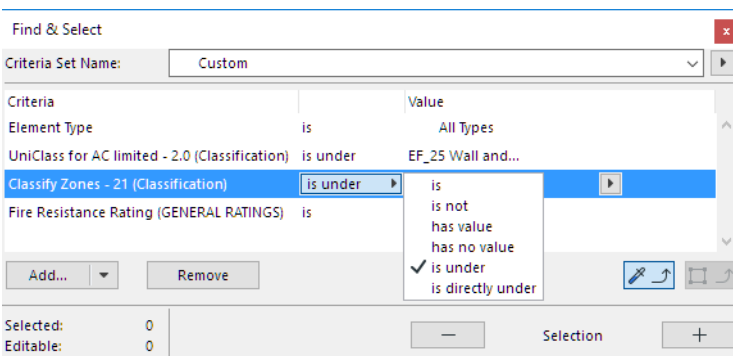 Find & Select
x
Criteria Set Name: Custom
Criteria Value
Element Type is All Types
UniClass for AC limited - 2.0 (Classification) is under EF_25 Wall and...
Classify Zones - 21 (Classification) is under
Fire Resistance Rating (GENERAL RATINGS) is
is
is not
has value
has no value
is under
is directly under
Add... Remove
Selected: 0
Editable: 0
Selection